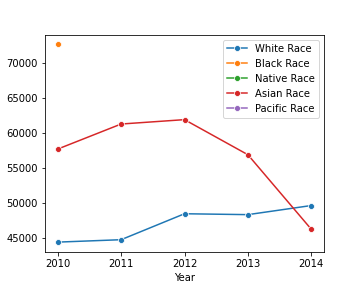 White Race
Black Race
Native Race
Asian Race
Pacific Race
70000
65000
60000
55000
50000
45000
2010 2011 2012 2013 2014
Year